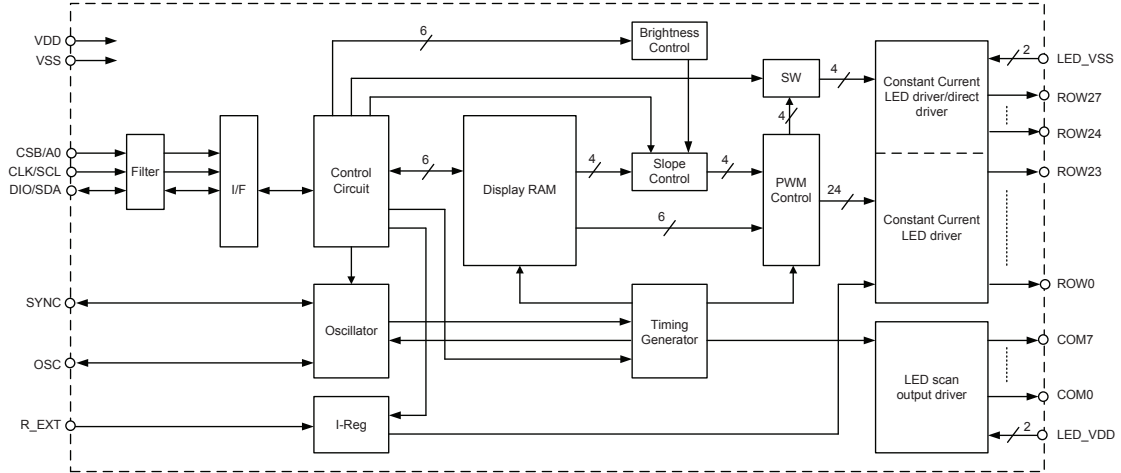 VDD
VSS
CSB/A0
CLK/SCL
DIO/SDA
SYNC
OSC
R_EXT
Filter
I/F
Control
Circuit
Oscillator
I-Reg
6
6
Display RAM
4
6
Brightness
Control
Slope
Control
4
Timing
Generator
SW
4
4
PWM
Control
24
Constant Current
LED driver/direct
driver
Constant Current
LED driver
LED scan
output driver
2
2
LED_VSS
ROW27
ROW24
ROW23
ROW0
COM7
COM0
LED_VDD